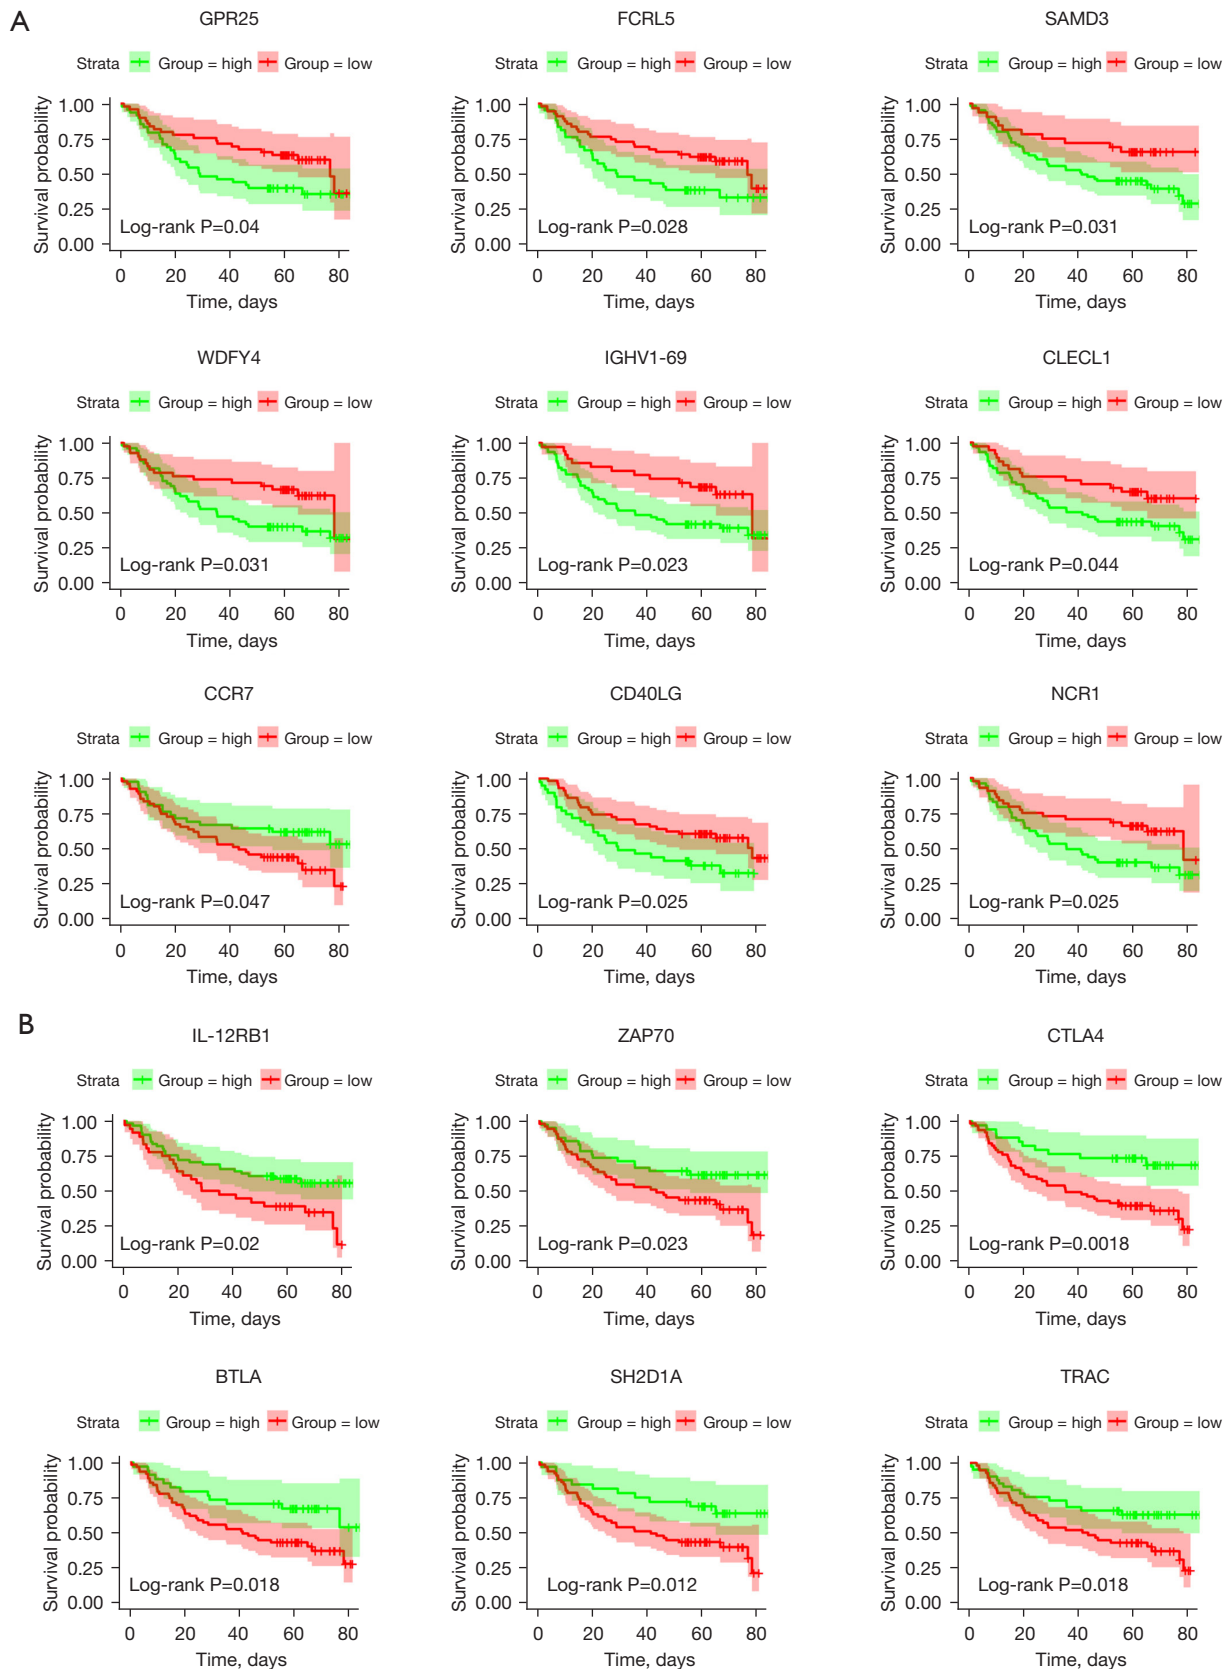 A
GPR25 FCRL5 SAMD3
Strata Group = high Group = low Strata Group = high Group = low Strata Group = high Group = low
Survival probability 1.00 0.75 0.50 0.25 0.00 Log-rank P=0.04
Survival probability 1.00 0.75 0.50 0.25 0.00 Log-rank P=0.028
Survival probability 1.00 0.75 0.50 0.25 0.00 Log-rank P=0.031
0 20 40 60 80 0 20 40 60 80 0 20 40 60 80
Time, days Time, days Time, days
WDFY4 IGHV1-69 CLECL1
Strata Group = high Group = low Strata Group = high Group = low Strata Group = high Group = low
Survival probability 1.00 0.75 0.50 0.25 0.00 Log-rank P=0.031
Survival probability 1.00 0.75 0.50 0.25 0.00 Log-rank P=0.023
Survival probability 1.00 0.75 0.50 0.25 0.00 Log-rank P=0.044
0 20 40 60 80 0 20 40 60 80 0 20 40 60 80
Time, days Time, days Time, days
CCR7 CD40LG NCR1
Strata Group = high Group = low Strata Group = high Group = low Strata Group = high Group = low
Survival probability 1.00 0.75 0.50 0.25 0.00 Log-rank P=0.047
Survival probability 1.00 0.75 0.50 0.25 0.00 Log-rank P=0.025
Survival probability 1.00 0.75 0.50 0.25 0.00 Log-rank P=0.025
0 20 40 60 80 0 20 40 60 80 0 20 40 60 80
Time, days Time, days Time, days
B
IL-12RB1 ZAP70 CTLA4
Strata Group = high Group = low Strata Group = high Group = low Strata Group = high Group = low
Survival probability 1.00 0.75 0.50 0.25 0.00 Log-rank P=0.02
Survival probability 1.00 0.75 0.50 0.25 0.00 Log-rank P=0.023
Survival probability 1.00 0.75 0.50 0.25 0.00 Log-rank P=0.0018
0 20 40 60 80 0 20 40 60 80 0 20 40 60 80
Time, days Time, days Time, days
BTLA SH2D1A TRAC
Strata Group = high Group = low Strata Group = high Group = low Strata Group = high Group = low
Survival probability 1.00 0.75 0.50 0.25 0.00 Log-rank P=0.018
Survival probability 1.00 0.75 0.50 0.25 0.00 Log-rank P=0.012
Survival probability 1.00 0.75 0.50 0.25 0.00 Log-rank P=0.018
0 20 40 60 80 0 20 40 60 80 0 20 40 60 80
Time, days Time, days Time, days